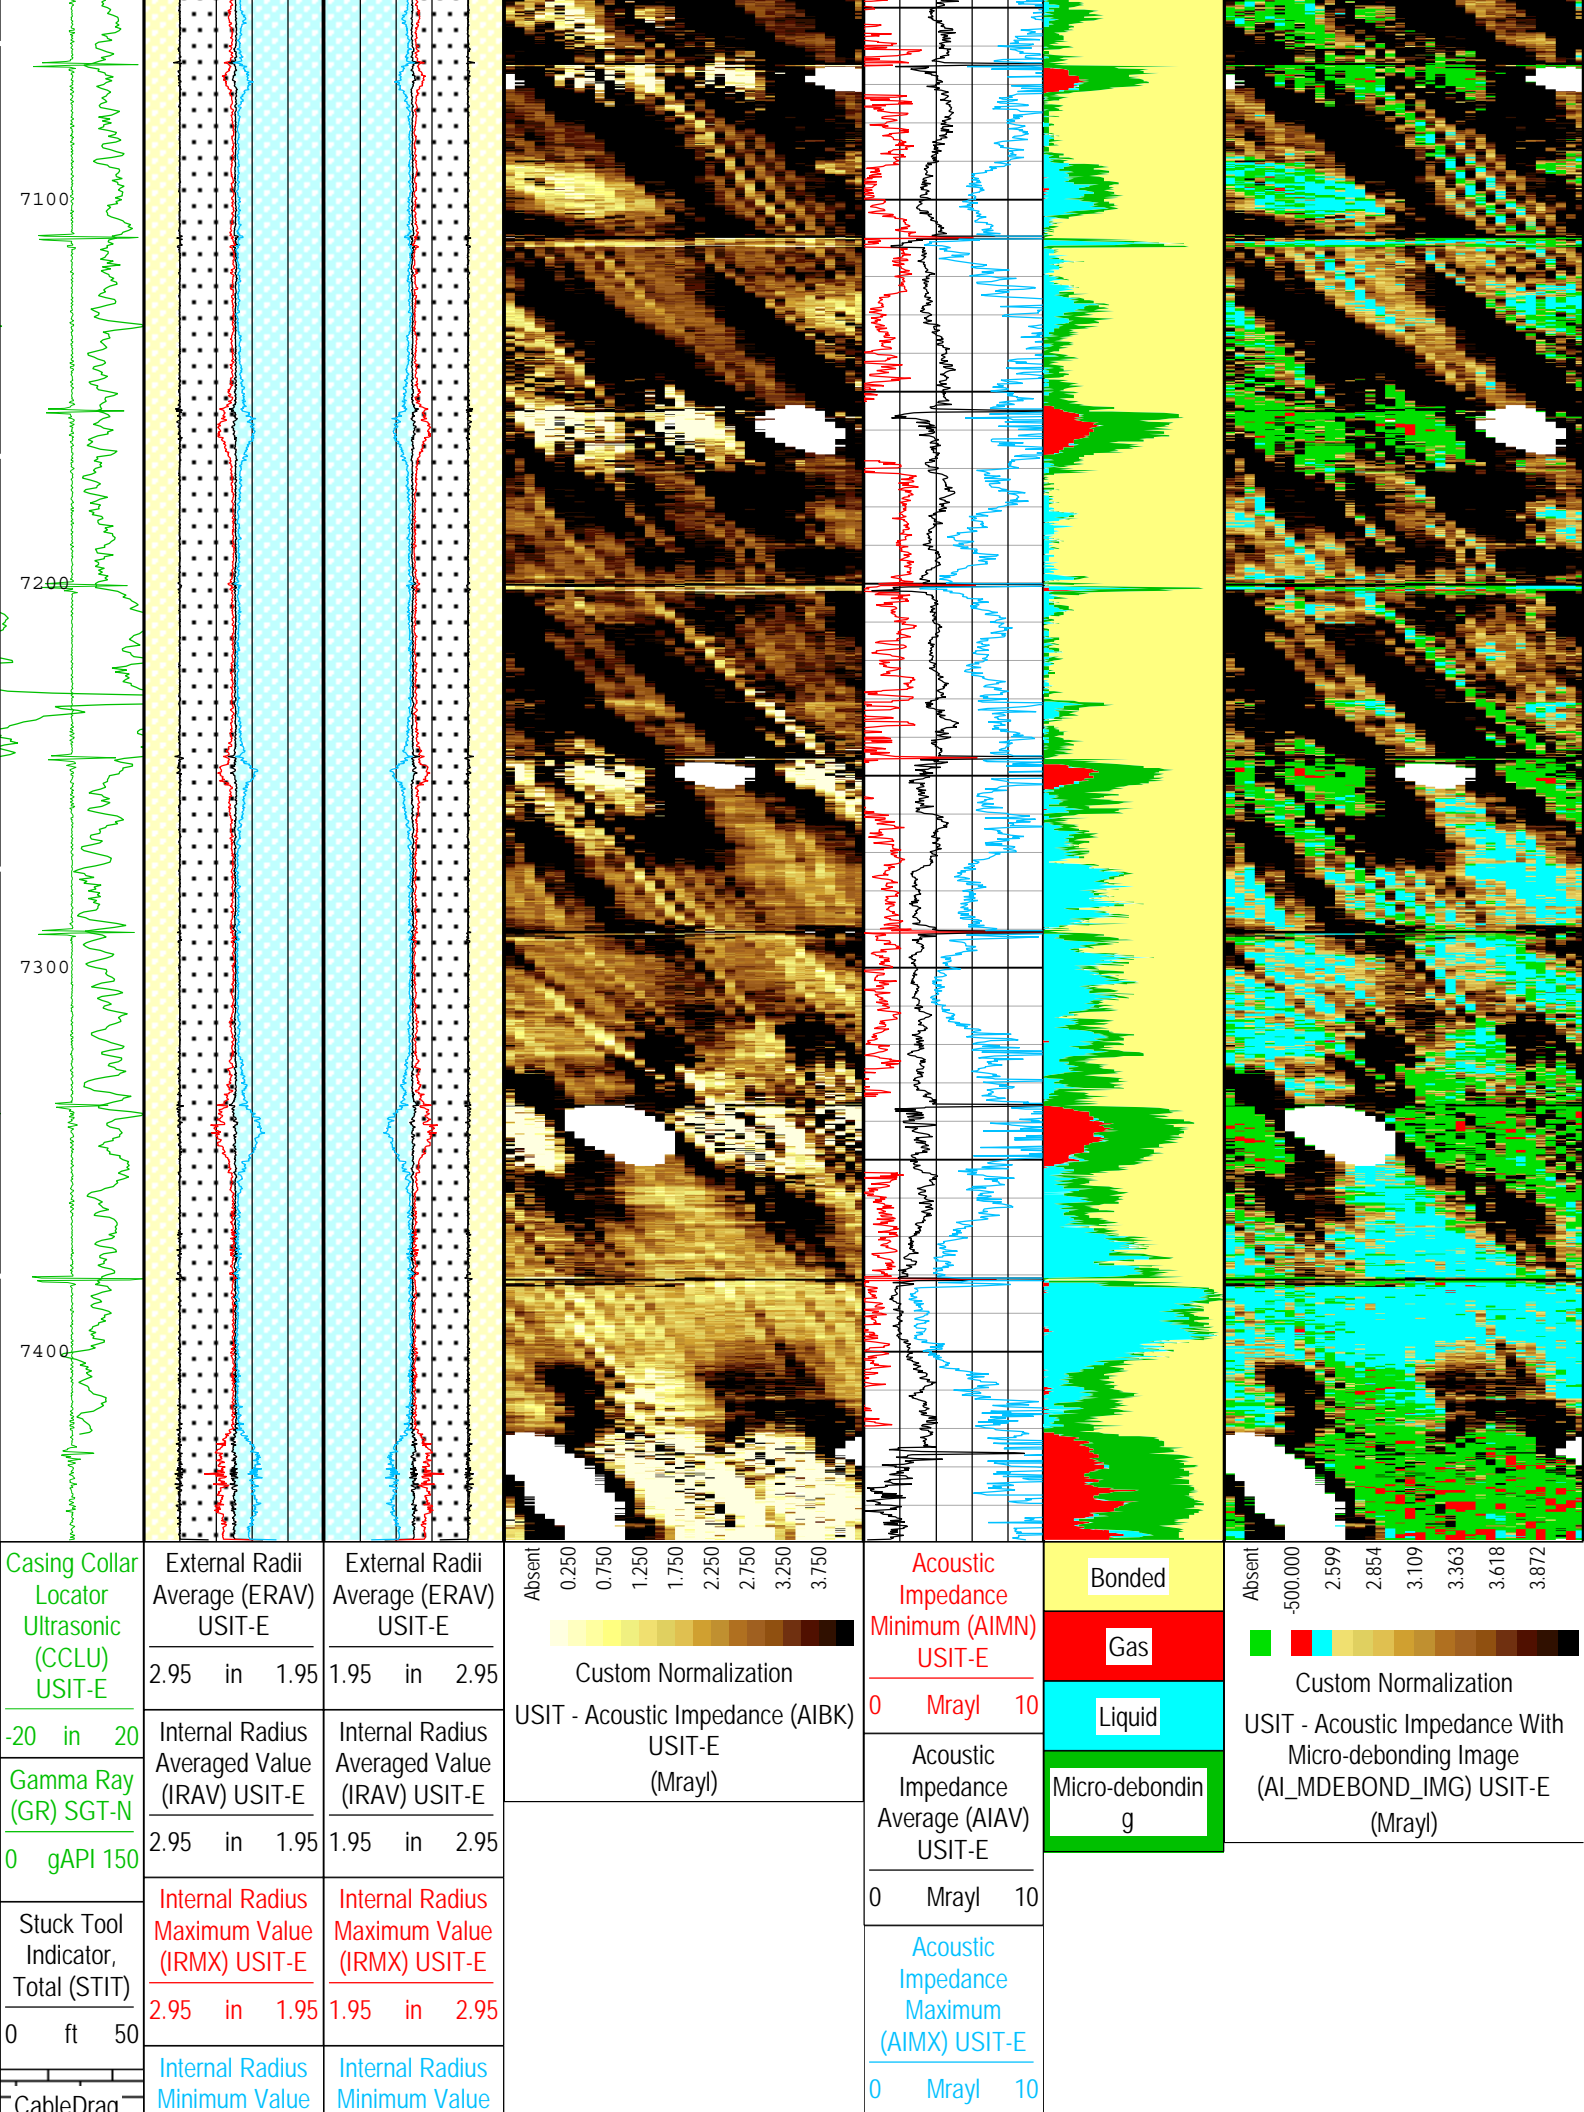 7100
7200
7300
7400
Casing Collar
Locator
Ultrasonic
(CCLU)
USIT-E
-20 in 20
Gamma Ray
(GR) SGT-N
0 gAPI 150
Stuck Tool
Indicator,
Total (STIT)
0 ft 50
CableDrag
External Radii
Average (ERAV)
USIT-E
2.95 in 1.95
Internal Radius
Averaged Value
(IRAV) USIT-E
2.95 in 1.95
Internal Radius
Maximum Value
(IRMX) USIT-E
2.95 in 1.95
Internal Radius
Minimum Value
External Radii
Average (ERAV)
USIT-E
1.95 in 2.95
Internal Radius
Averaged Value
(IRAV) USIT-E
1.95 in 2.95
Internal Radius
Maximum Value
(IRMX) USIT-E
1.95 in 2.95
Internal Radius
Minimum Value
Absent
0.250
0.750
1.250
1.750
2.250
2.750
3.250
3.750
Custom Normalization
USIT - Acoustic Impedance (AIBK)
USIT-E
(Mrayl)
Acoustic
Impedance
Minimum (AIMN)
USIT-E
0 Mrayl 10
Acoustic
Impedance
Average (AIAV)
USIT-E
0 Mrayl 10
Acoustic
Impedance
Maximum
(AIMX) USIT-E
0 Mrayl 10
Bonded
Gas
Liquid
Micro-debondin
g
Absent
-500.000
2.599
2.854
3.109
3.363
3.618
3.872
Custom Normalization
USIT - Acoustic Impedance With
Micro-debonding Image
(AI_MDEBOND_IMG) USIT-E
(Mrayl)